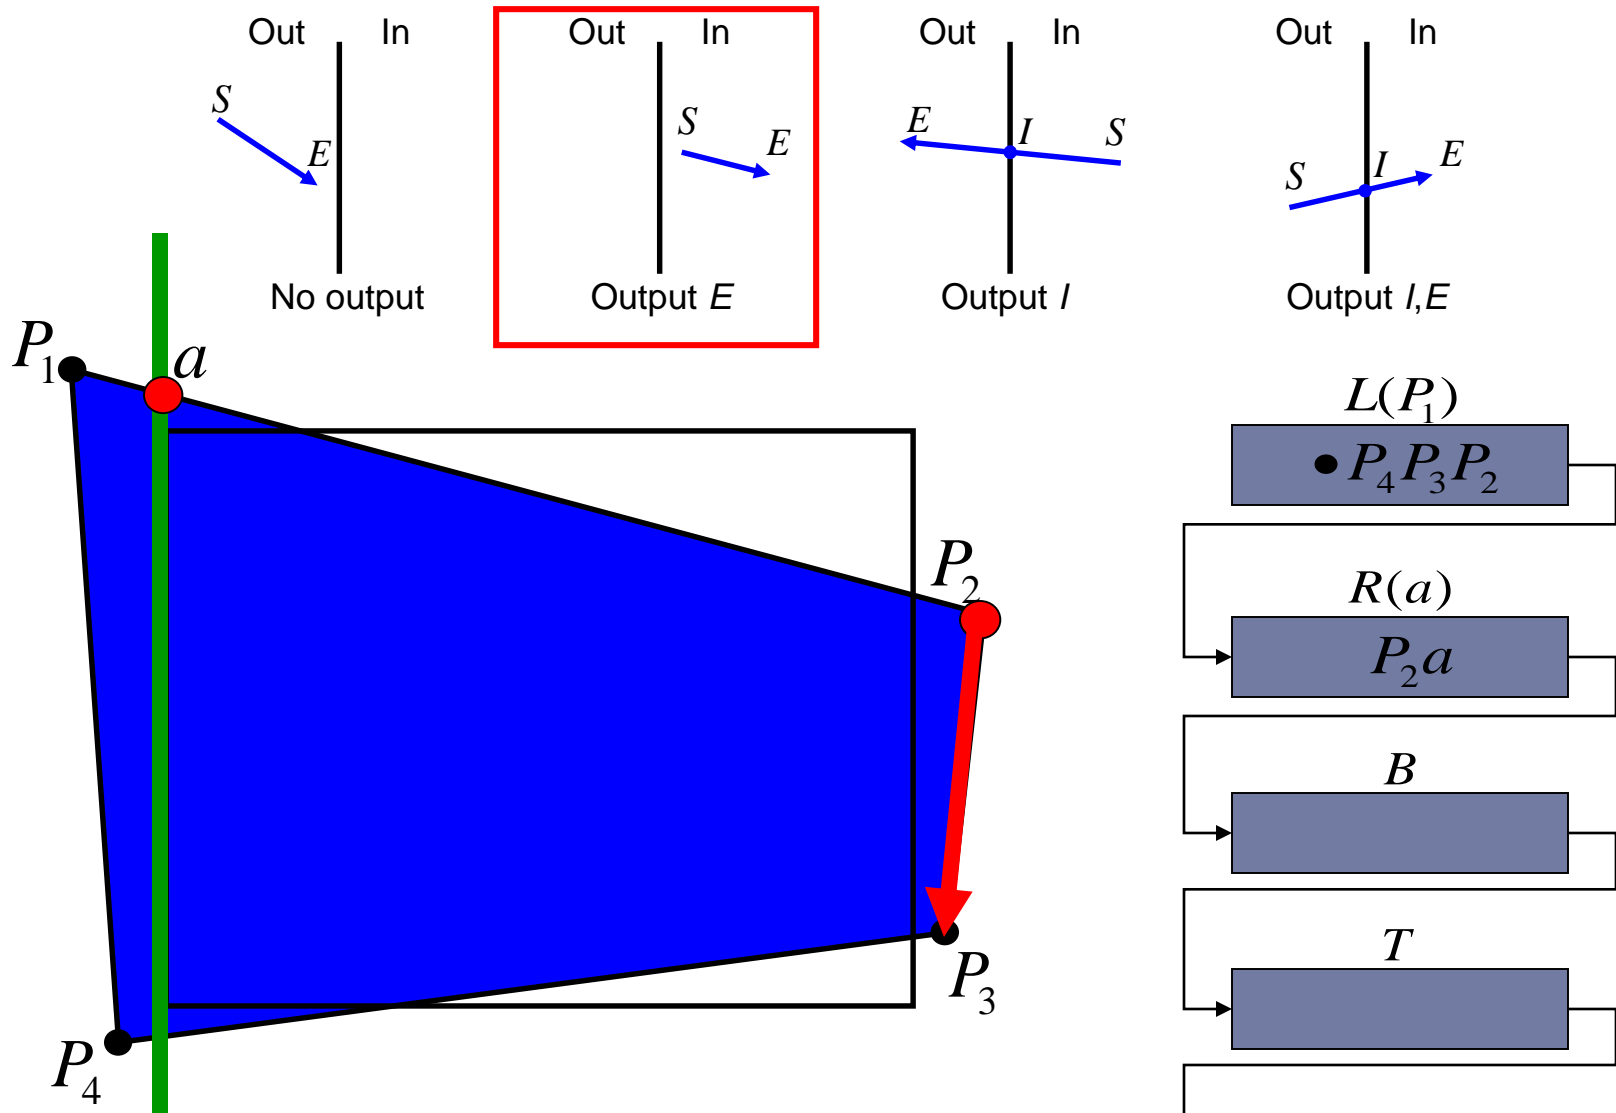 Out In
Out In
Out In
Out In
S
E
S
E
E
I
S
S
I
E
No output
Output E
Output I
Output I,E
P₁
a
P₂
P₃
P₄
L(P₁)
• P₄P₃P₂
R(a)
P₂a
B
T